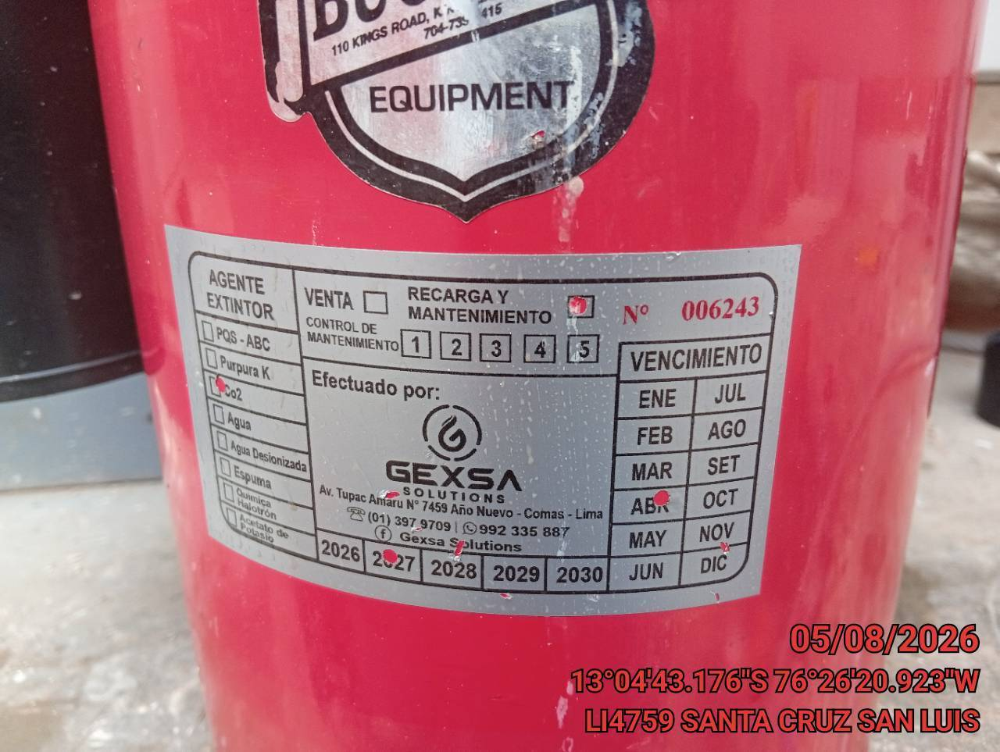 110 KINGS ROAD, K
415
EQUIPMENT
AGENTE
EXTINTOR
PQS - ABC
Purpura K
Co2
Agua
Agua Desionizada
Espuma
Quimica
Halotrón
Acetato de
Potasio
VENTA
RECARGA Y
MANTENIMIENTO
CONTROL DE
MANTENIMIENTO
1 2 3 4 5
Nº 006243
Efectuado por:
GEXSA
SOLUTIONS
Av. Tupac Amaru N° 7459 Año Nuevo - Comas - Lima
(01) 397 9709 | 992 335 887
Gexsa Solutions
2026 2027 2028 2029 2030
VENCIMIENTO
ENE JUL
FEB AGO
MAR SET
ABR OCT
MAY NOV
JUN DIC
05/08/2026
13°04'43.176"S 76°26'20.923"W
LI4759 SANTA CRUZ SAN LUIS